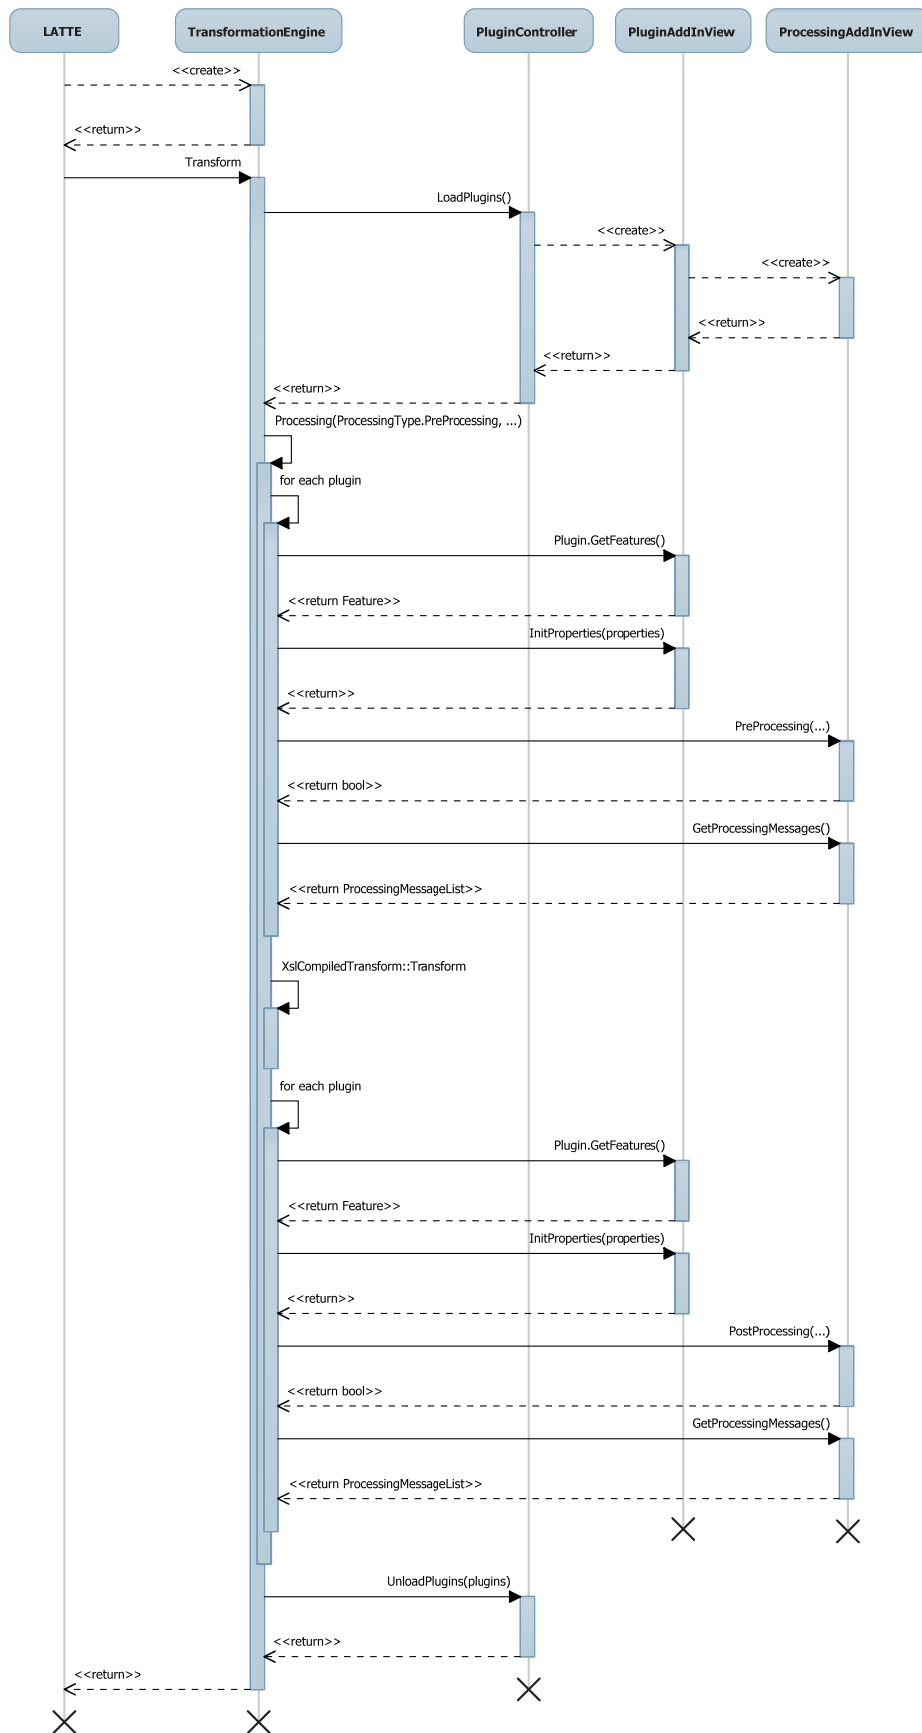 LATTE
TransformationEngine
PluginController
PluginAddInView
ProcessingAddInView
<<create>>
<<return>>
Transform
LoadPlugins()
<<create>>
<<create>>
<<return>>
<<return>>
<<return>>
Processing(ProcessingType.PreProcessing, ...)
for each plugin
Plugin.GetFeatures()
<<return Feature>>
InitProperties(properties)
<<return>>
PreProcessing(...)
<<return bool>>
GetProcessingMessages()
<<return ProcessingMessageList>>
XslCompiledTransform::Transform
for each plugin
Plugin.GetFeatures()
<<return Feature>>
InitProperties(properties)
<<return>>
PostProcessing(...)
<<return bool>>
GetProcessingMessages()
<<return ProcessingMessageList>>
UnloadPlugins(plugins)
<<return>>
<<return>>